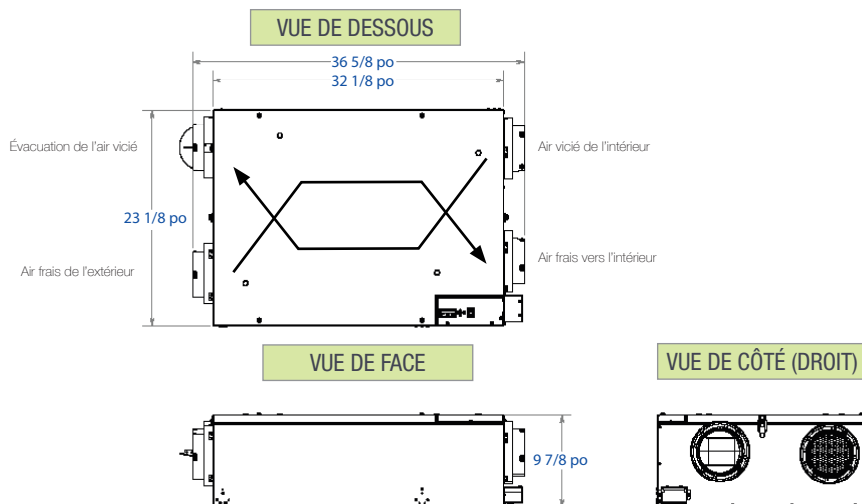 VUE DE DESSOUS
36 5/8 po
32 1/8 po
Évacuation de l'air vicié
Air vicié de l'intérieur
23 1/8 po
Air frais de l'extérieur
Air frais vers l'intérieur
VUE DE FACE
VUE DE CÔTÉ (DROIT)
9 7/8 po